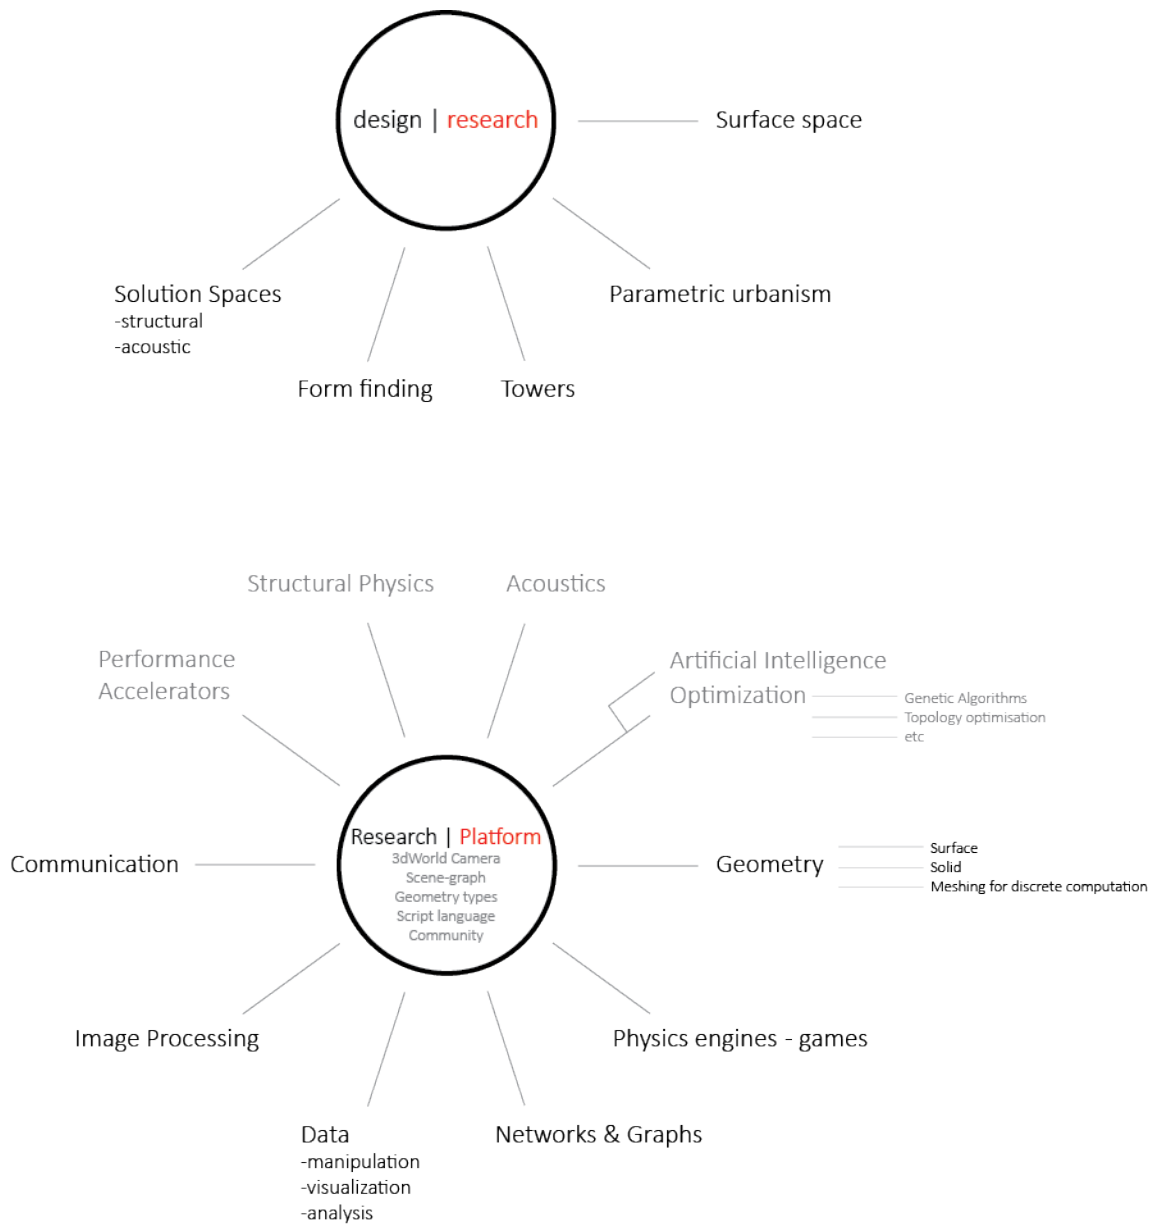 design | research
Surface space
Solution Spaces
-structural
-acoustic
Parametric urbanism
Form finding
Towers
Structural Physics
Acoustics
Performance
Accelerators
Artificial Intelligence
Optimization
Genetic Algorithms
Topology optimisation
etc
Research | Platform
3dWorld Camera
Scene-graph
Geometry types
Script language
Community
Communication
Geometry
Surface
Solid
Meshing for discrete computation
Image Processing
Physics engines - games
Data
-manipulation
-visualization
-analysis
Networks & Graphs